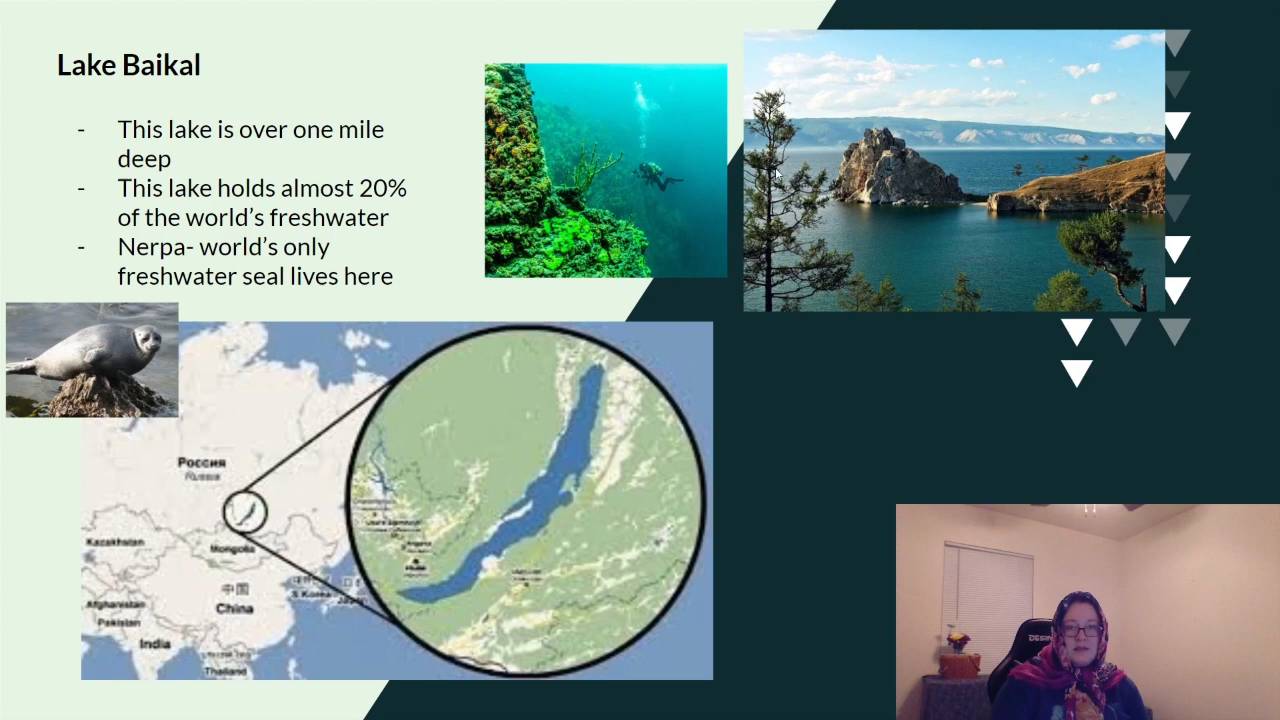 Lake Baikal
- This lake is over one mile
deep
- This lake holds almost 20%
of the world's freshwater
- Nerpa- world's only
freshwater seal lives here
Россия
Russia
Kazakhstan
Mongolia
中国
China
S Korea
Afghanistan
Pakistan
India
Thailand